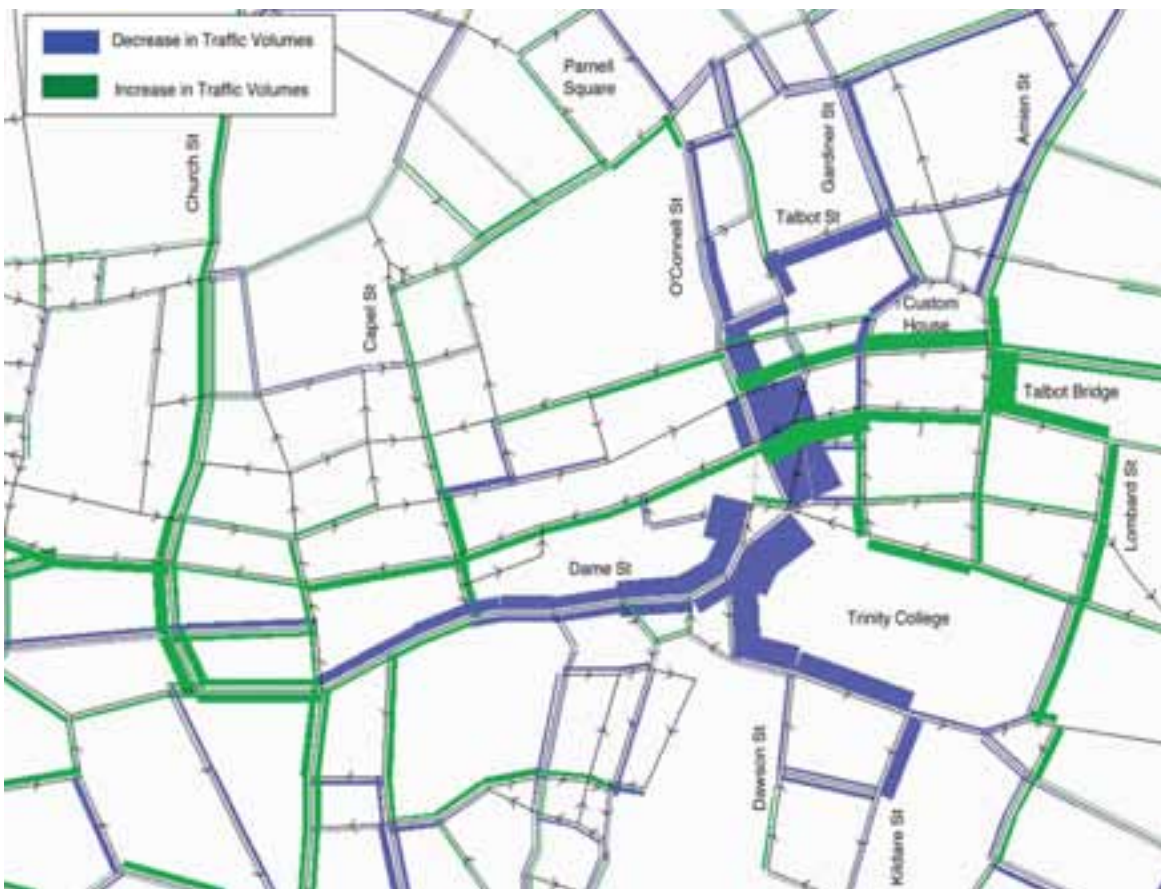 Decrease in Traffic Volumes
Increase in Traffic Volumes
Parnell
Square
Church St
Gardiner St
Amien St
Talbot St
O'Connell St
Capel St
Custom
House
Talbot Bridge
Lombard St
Dame St
Trinity College
Dawson St
Kildare St